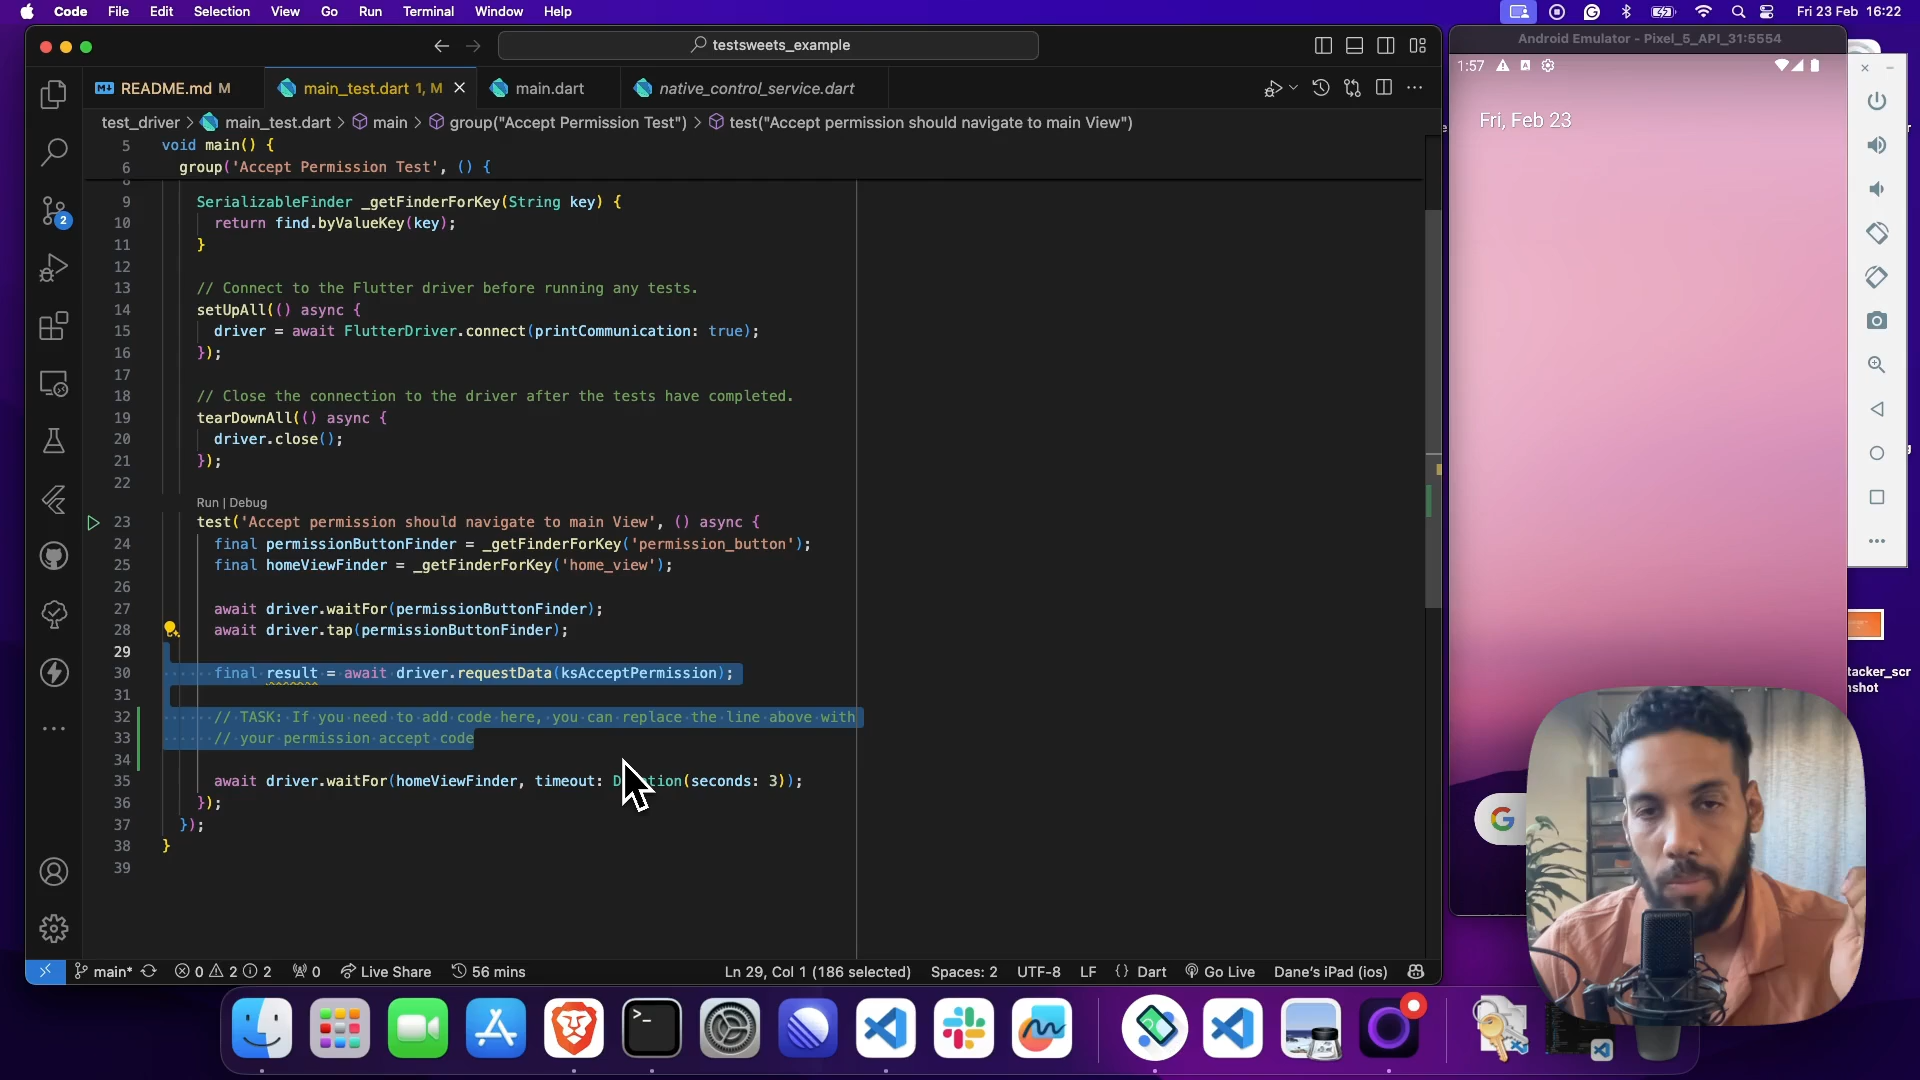 Code File Edit Selection View Go Run Terminal Window Help
Fri 23 Feb 16:22
testsweets_example
Android Emulator - Pixel_5_API_31:5554
README.md M
main_test.dart 1, M
main.dart
native_control_service.dart
1:57
test_driver > main_test.dart > main > group("Accept Permission Test") > test("Accept permission should navigate to main View")
Fri, Feb 23
5 void main() {
6 group('Accept Permission Test', () {
8
9 SerializableFinder _getFinderForKey(String key) {
10 return find.byValueKey(key);
11 }
12
13 // Connect to the Flutter driver before running any tests.
14 setUpAll(() async {
15 driver = await FlutterDriver.connect(printCommunication: true);
16 });
17
18 // Close the connection to the driver after the tests have completed.
19 tearDownAll(() async {
20 driver.close();
21 });
22
Run | Debug
23 test('Accept permission should navigate to main View', () async {
24 final permissionButtonFinder = _getFinderForKey('permission_button');
25 final homeViewFinder = _getFinderForKey('home_view');
26
27 await driver.waitFor(permissionButtonFinder);
28 await driver.tap(permissionButtonFinder);
29
30 final result = await driver.requestData(ksAcceptPermission);
31
32 // TASK: If you need to add code here, you can replace the line above with
33 // your permission accept code
34
35 await driver.waitFor(homeViewFinder, timeout: Duration(seconds: 3));
36 });
37 });
38 }
39
2
tacker_scr
nshot
G
main* 0 2 2 0 Live Share 56 mins
Ln 29, Col 1 (186 selected) Spaces: 2 UTF-8 LF {} Dart Go Live Dane's iPad (ios)